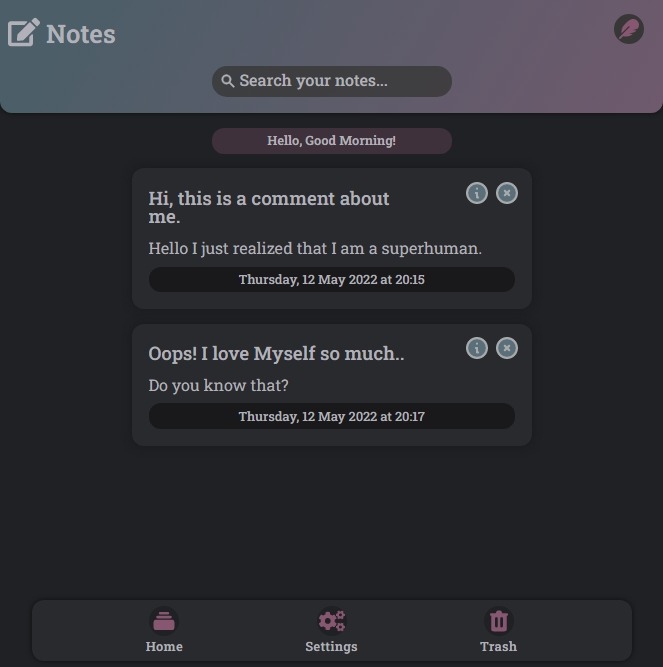 Notes
Search your notes...
Hello, Good Morning!
Hi, this is a comment about
me.
Hello I just realized that I am a superhuman.
Thursday, 12 May 2022 at 20:15
Oops! I love Myself so much..
Do you know that?
Thursday, 12 May 2022 at 20:17
Home Settings Trash